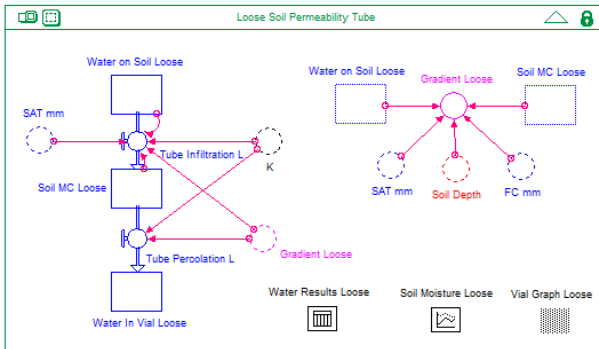 Loose Soil Permeability Tube
Water on Soil Loose
SAT mm
Tube Infiltration L
K
Soil MC Loose
Gradient Loose
Tube Percolation L
Water In Vial Loose
Water on Soil Loose
Gradient Loose
Soil MC Loose
SAT mm
Soil Depth
FC mm
Water Results Loose
Soil Moisture Loose
Vial Graph Loose